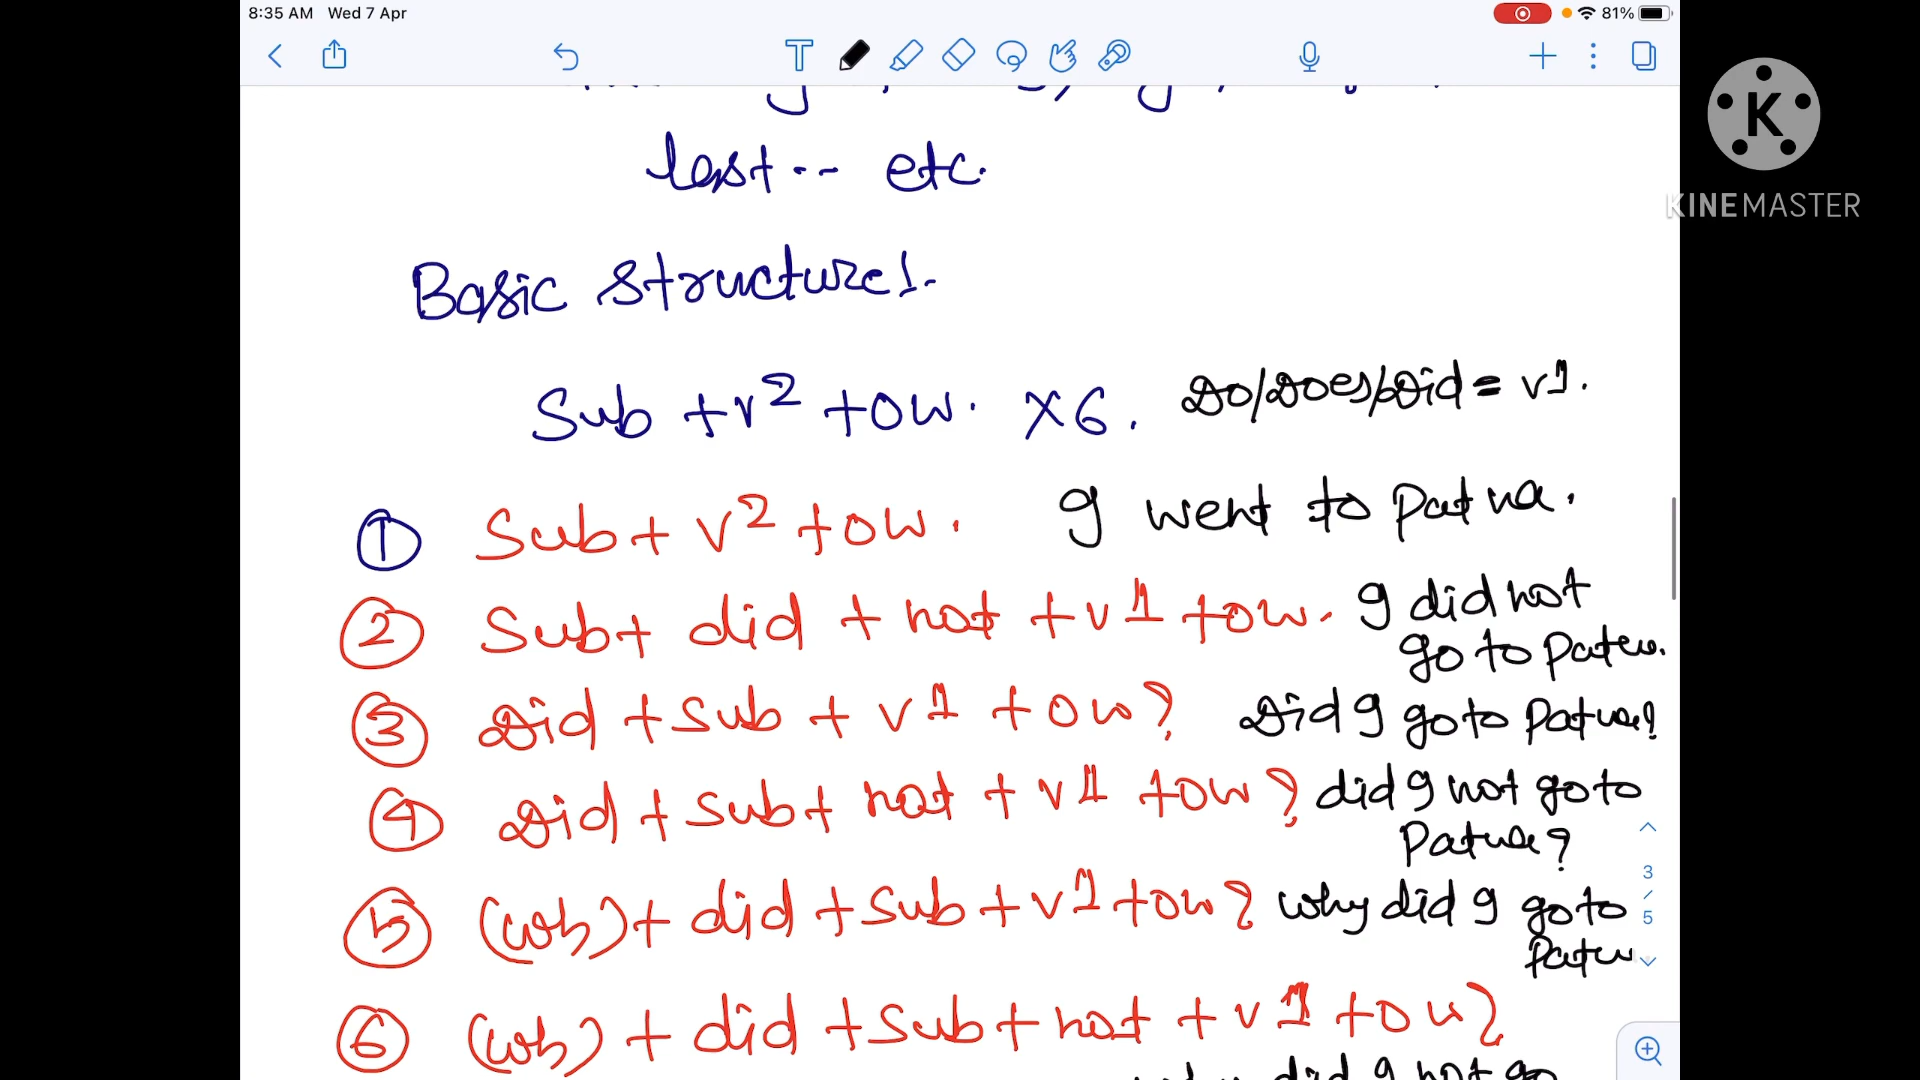 8:35 AM Wed 7 Apr
81%
KINEMASTER
last-- etc.
Basic structure!-
Sub + v2 + ow. x6. Do/Does/Did = v1.
① Sub + v2 + ow. I went to Patna.
② Sub + did + not + v1 + ow. I did not
go to Patna.
③ Did + sub + v1 + ow? Did I go to Patna?
④ Did + sub + not + v1 + ow? did I not go to
Patna?
⑤ (wh) + did + sub + v1 + ow? why did I go to
Patna
⑥ (wh) + did + sub + not + v1 + ow?
did I not go
3
/
5
K